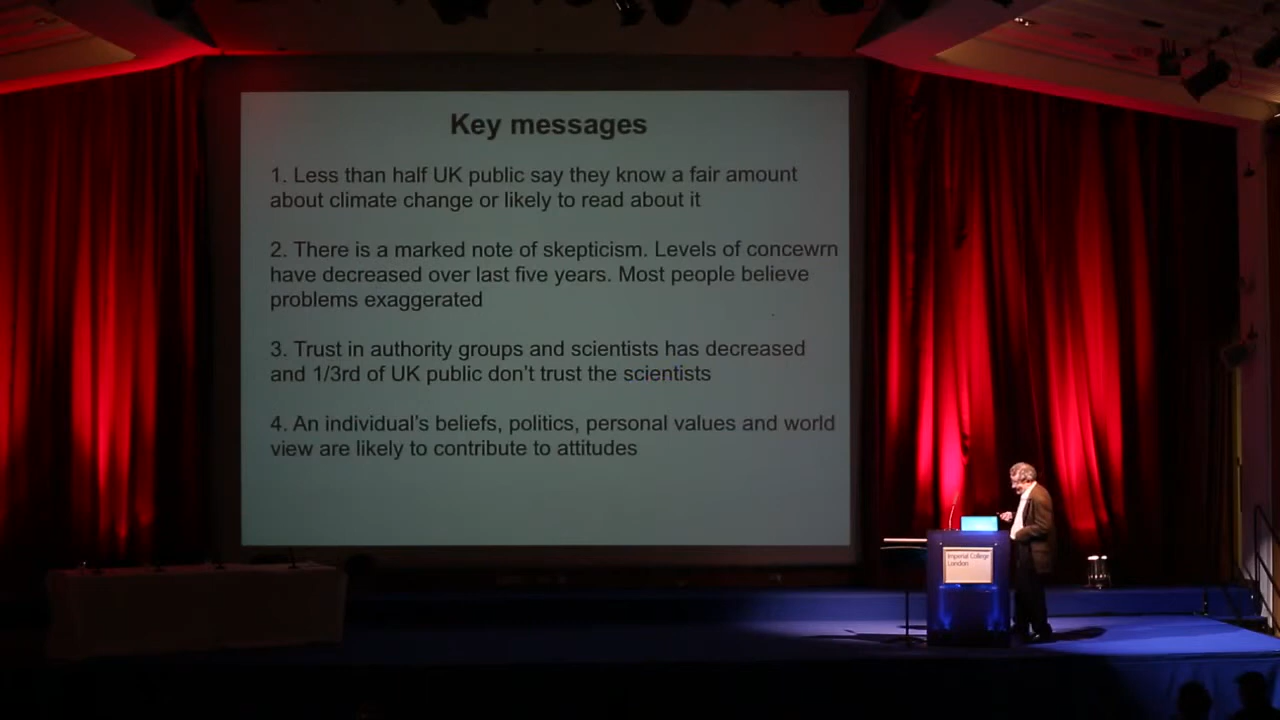 Key messages
1. Less than half UK public say they know a fair amount
about climate change or likely to read about it
2. There is a marked note of skepticism. Levels of concewrn
have decreased over last five years. Most people believe
problems exaggerated
3. Trust in authority groups and scientists has decreased
and 1/3rd of UK public don't trust the scientists
4. An individual's beliefs, politics, personal values and world
view are likely to contribute to attitudes
Imperial College
London